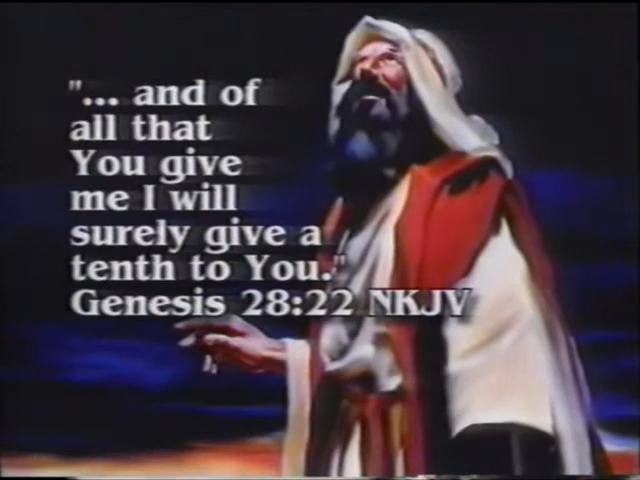 "... and of
all that
You give
me I will
surely give a
tenth to You."
Genesis 28:22 NKJV